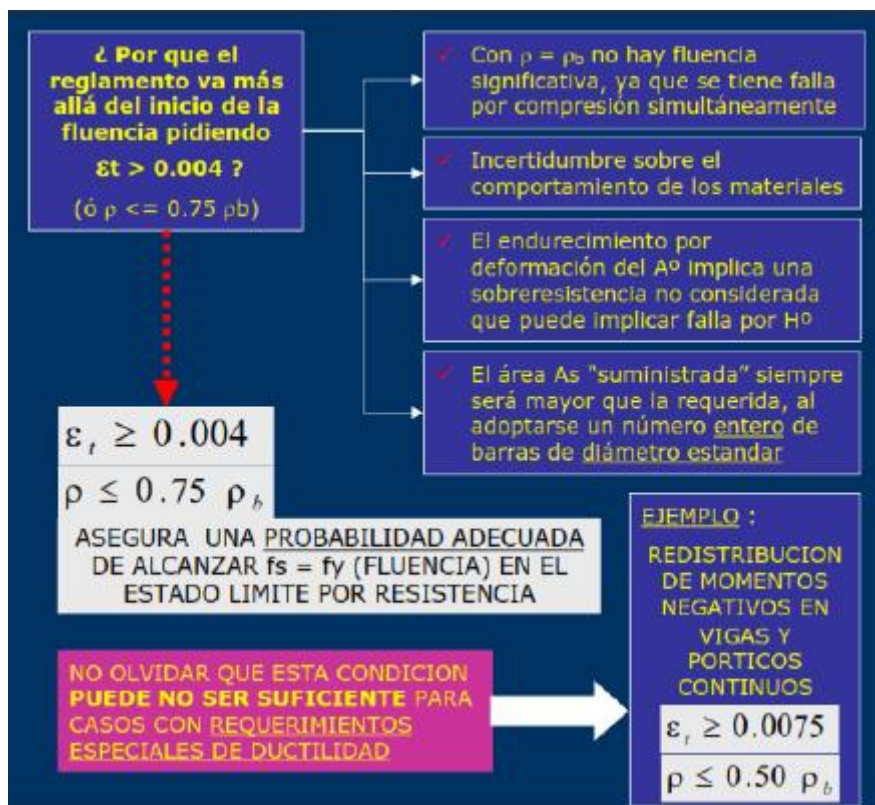 ¿ Por que el
reglamento va más
allá del inicio de la
fluencia pidiendo
εt > 0.004 ?
(ó ρ <= 0.75 ρb)
✓ Con ρ = ρb no hay fluencia
significativa, ya que se tiene falla
por compresión simultáneamente
✓ Incertidumbre sobre el
comportamiento de los materiales
✓ El endurecimiento por
deformación del Aº implica una
sobreresistencia no considerada
que puede implicar falla por Hº
✓ El área As "suministrada" siempre
será mayor que la requerida, al
adoptarse un número entero de
barras de diámetro estandar
ε t ≥ 0.004
ρ ≤ 0.75 ρ b
ASEGURA UNA PROBABILIDAD ADECUADA
DE ALCANZAR fs = fy (FLUENCIA) EN EL
ESTADO LIMITE POR RESISTENCIA
NO OLVIDAR QUE ESTA CONDICION
PUEDE NO SER SUFICIENTE PARA
CASOS CON REQUERIMIENTOS
ESPECIALES DE DUCTILIDAD
EJEMPLO :
REDISTRIBUCION
DE MOMENTOS
NEGATIVOS EN
VIGAS Y
PORTICOS
CONTINUOS
ε t ≥ 0.0075
ρ ≤ 0.50 ρ b